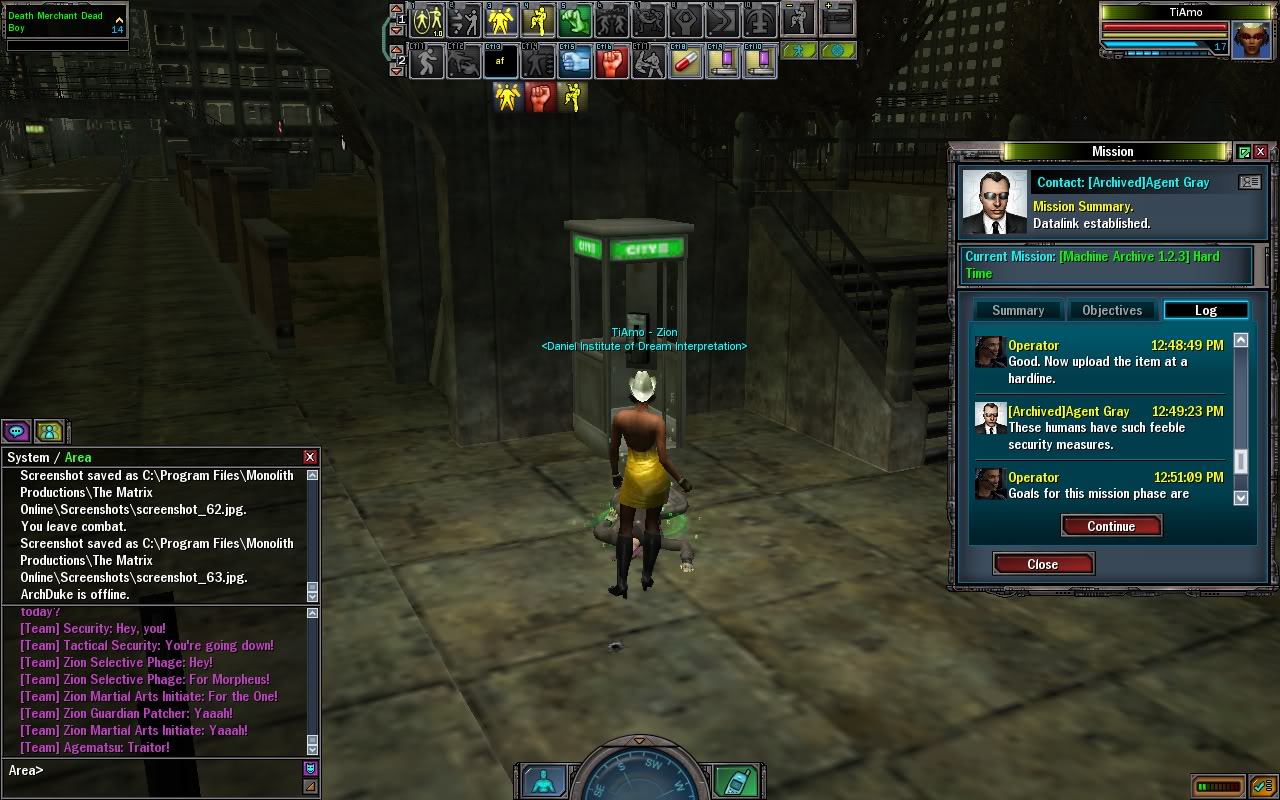 Death Merchant Dead
Boy
14
1
2
1.0
af
TiAmo
17
Mission
Contact: [Archived]Agent Gray
Mission Summary.
Datalink established.
Current Mission: [Machine Archive 1.2.3] Hard
Time
Summary
Objectives
Log
Operator 12:48:49 PM
Good. Now upload the item at a
hardline.
[Archived]Agent Gray 12:49:23 PM
These humans have such feeble
security measures.
Operator 12:51:09 PM
Goals for this mission phase are
Continue
Close
CITY
TiAmo - Zion
<Daniel Institute of Dream Interpretation>
System / Area
Screenshot saved as C:\Program Files\Monolith
Productions\The Matrix
Online\Screenshots\screenshot_62.jpg.
You leave combat.
Screenshot saved as C:\Program Files\Monolith
Productions\The Matrix
Online\Screenshots\screenshot_63.jpg.
ArchDuke is offline.
today?
[Team] Security: Hey, you!
[Team] Tactical Security: You're going down!
[Team] Zion Selective Phage: Hey!
[Team] Zion Selective Phage: For Morpheus!
[Team] Zion Martial Arts Initiate: For the One!
[Team] Zion Guardian Patcher: Yaaah!
[Team] Zion Martial Arts Initiate: Yaaah!
[Team] Agematsu: Traitor!
Area>
SE
S
SW
W